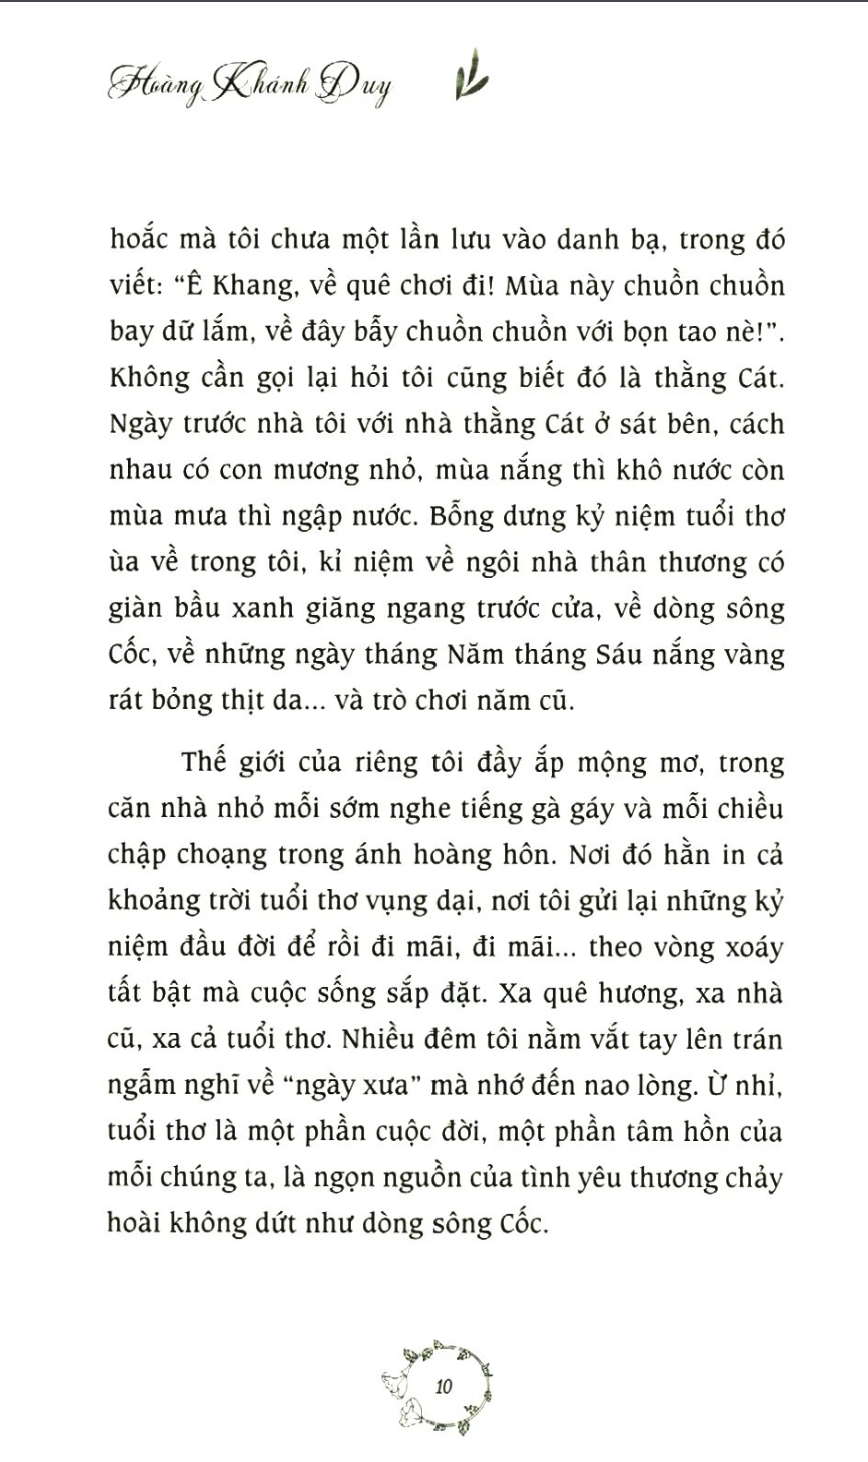 Hoàng Khánh Duy
hoắc mà tôi chưa một lần lưu vào danh bạ, trong đó
viết: “Ê Khang, về quê chơi đi! Mùa này chuồn chuồn
bay dữ lắm, về đây bẫy chuồn chuồn với bọn tao nè!”.
Không cần gọi lại hỏi tôi cũng biết đó là thằng Cát.
Ngày trước nhà tôi với nhà thằng Cát ở sát bên, cách
nhau có con mương nhỏ, mùa nắng thì khô nước còn
mùa mưa thì ngập nước. Bỗng dưng kỷ niệm tuổi thơ
ùa về trong tôi, kỉ niệm về ngôi nhà thân thương có
giàn bầu xanh giăng ngang trước cửa, về dòng sông
Cốc, về những ngày tháng Năm tháng Sáu nắng vàng
rát bỏng thịt da... và trò chơi năm cũ.
Thế giới của riêng tôi đầy ắp mộng mơ, trong
căn nhà nhỏ mỗi sớm nghe tiếng gà gáy và mỗi chiều
chập choạng trong ánh hoàng hôn. Nơi đó hằn in cả
khoảng trời tuổi thơ vụng dại, nơi tôi gửi lại những kỷ
niệm đầu đời để rồi đi mãi, đi mãi... theo vòng xoáy
tất bật mà cuộc sống sắp đặt. Xa quê hương, xa nhà
cũ, xa cả tuổi thơ. Nhiều đêm tôi nằm vắt tay lên trán
ngẫm nghĩ về “ngày xưa” mà nhớ đến nao lòng. Ừ nhỉ,
tuổi thơ là một phần cuộc đời, một phần tâm hồn của
mỗi chúng ta, là ngọn nguồn của tình yêu thương chảy
hoài không dứt như dòng sông Cốc.
10